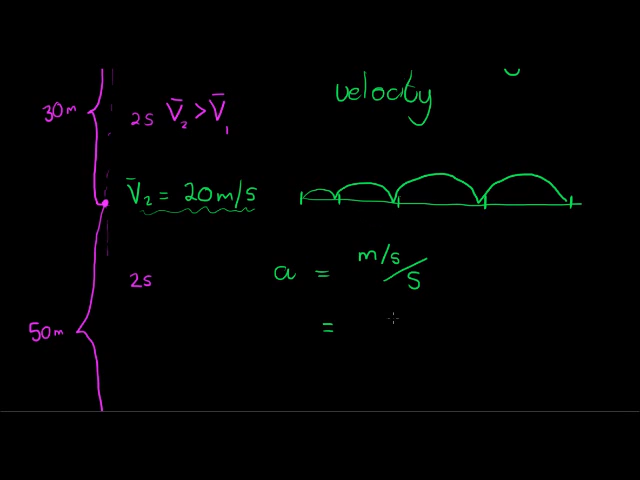 velocity
30m
2s V̄₂ > V̄₁
V̄₂ = 20m/s
a = m/s/s
2s
=
50m